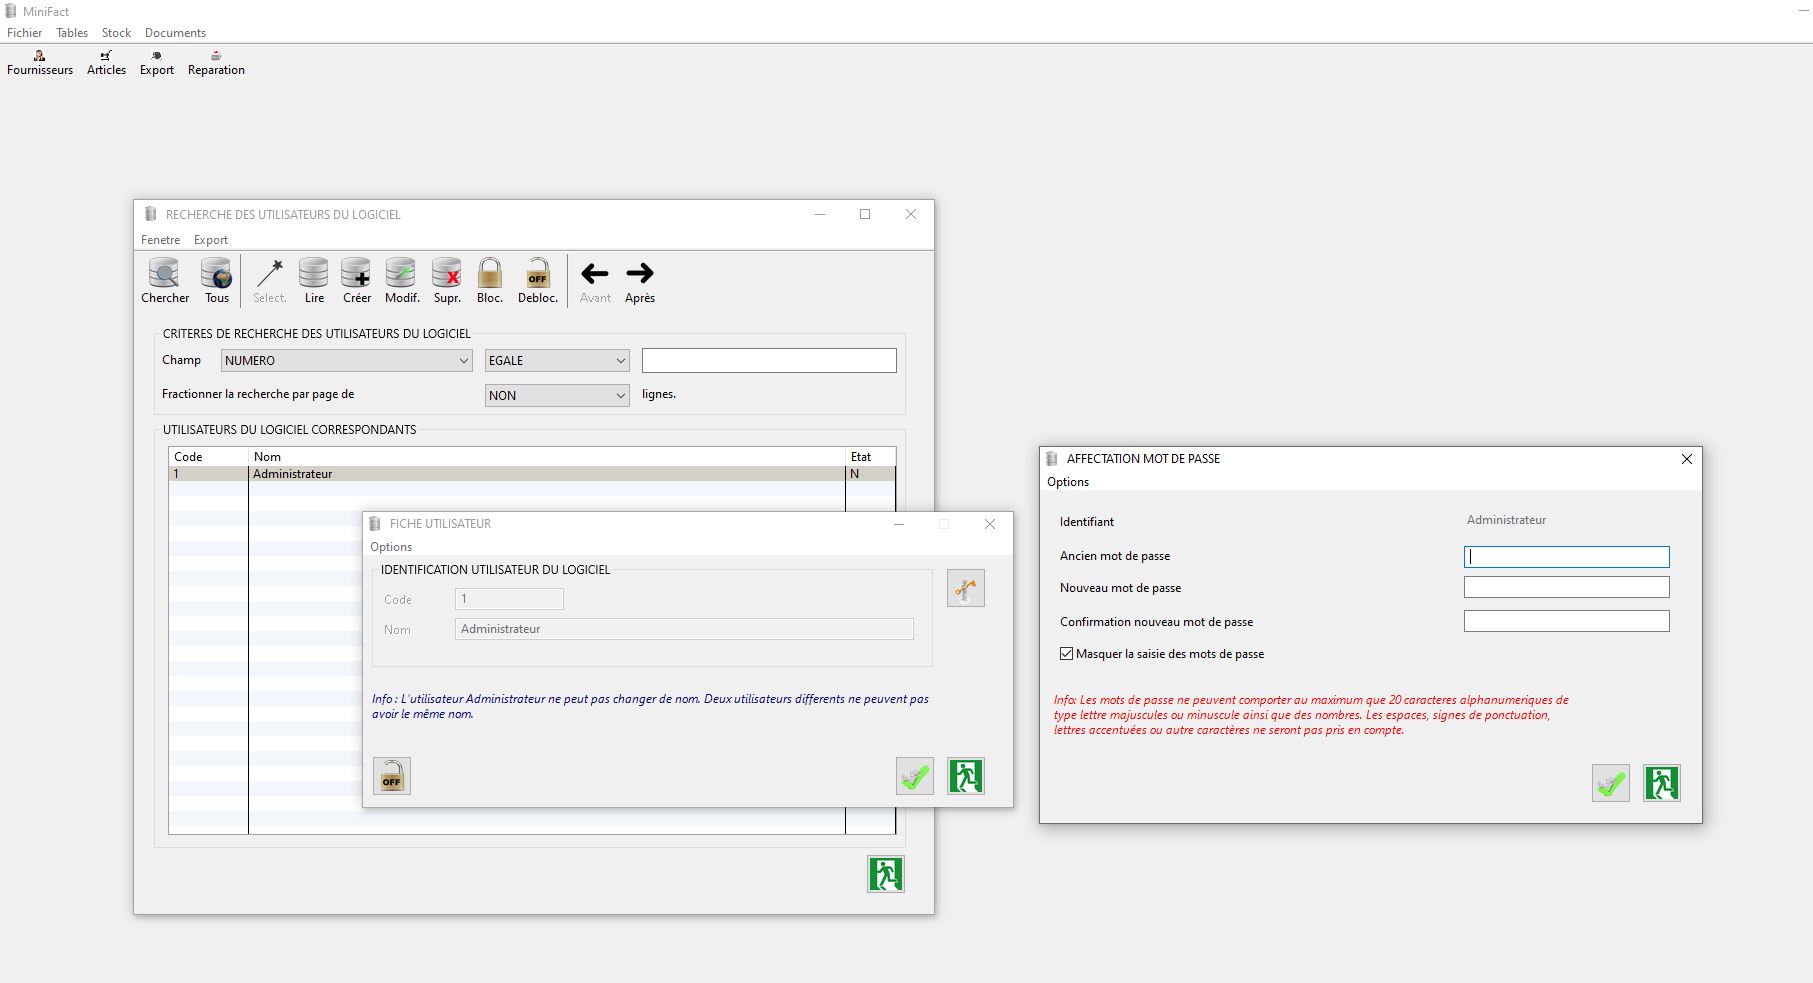 MiniFact
Fichier Tables Stock Documents
Fournisseurs Articles Export Reparation
RECHERCHE DES UTILISATEURS DU LOGICIEL
Fenetre Export
Chercher Tous Select. Lire Créer Modif. Supr. Bloc. OFF Debloc. Avant Après
CRITERES DE RECHERCHE DES UTILISATEURS DU LOGICIEL
Champ NUMERO EGALE
Fractionner la recherche par page de NON lignes.
UTILISATEURS DU LOGICIEL CORRESPONDANTS
Code Nom Etat
1 Administrateur N
FICHE UTILISATEUR
Options
IDENTIFICATION UTILISATEUR DU LOGICIEL
Code 1
Nom Administrateur
Info : L'utilisateur Administrateur ne peut pas changer de nom. Deux utilisateurs differents ne peuvent pas
avoir le même nom.
OFF
AFFECTATION MOT DE PASSE
Options
Identifiant Administrateur
Ancien mot de passe
Nouveau mot de passe
Confirmation nouveau mot de passe
Masquer la saisie des mots de passe
Info: Les mots de passe ne peuvent comporter au maximum que 20 caracteres alphanumeriques de
type lettre majuscules ou minuscule ainsi que des nombres. Les espaces, signes de ponctuation,
lettres accentuées ou autre caractères ne seront pas pris en compte.